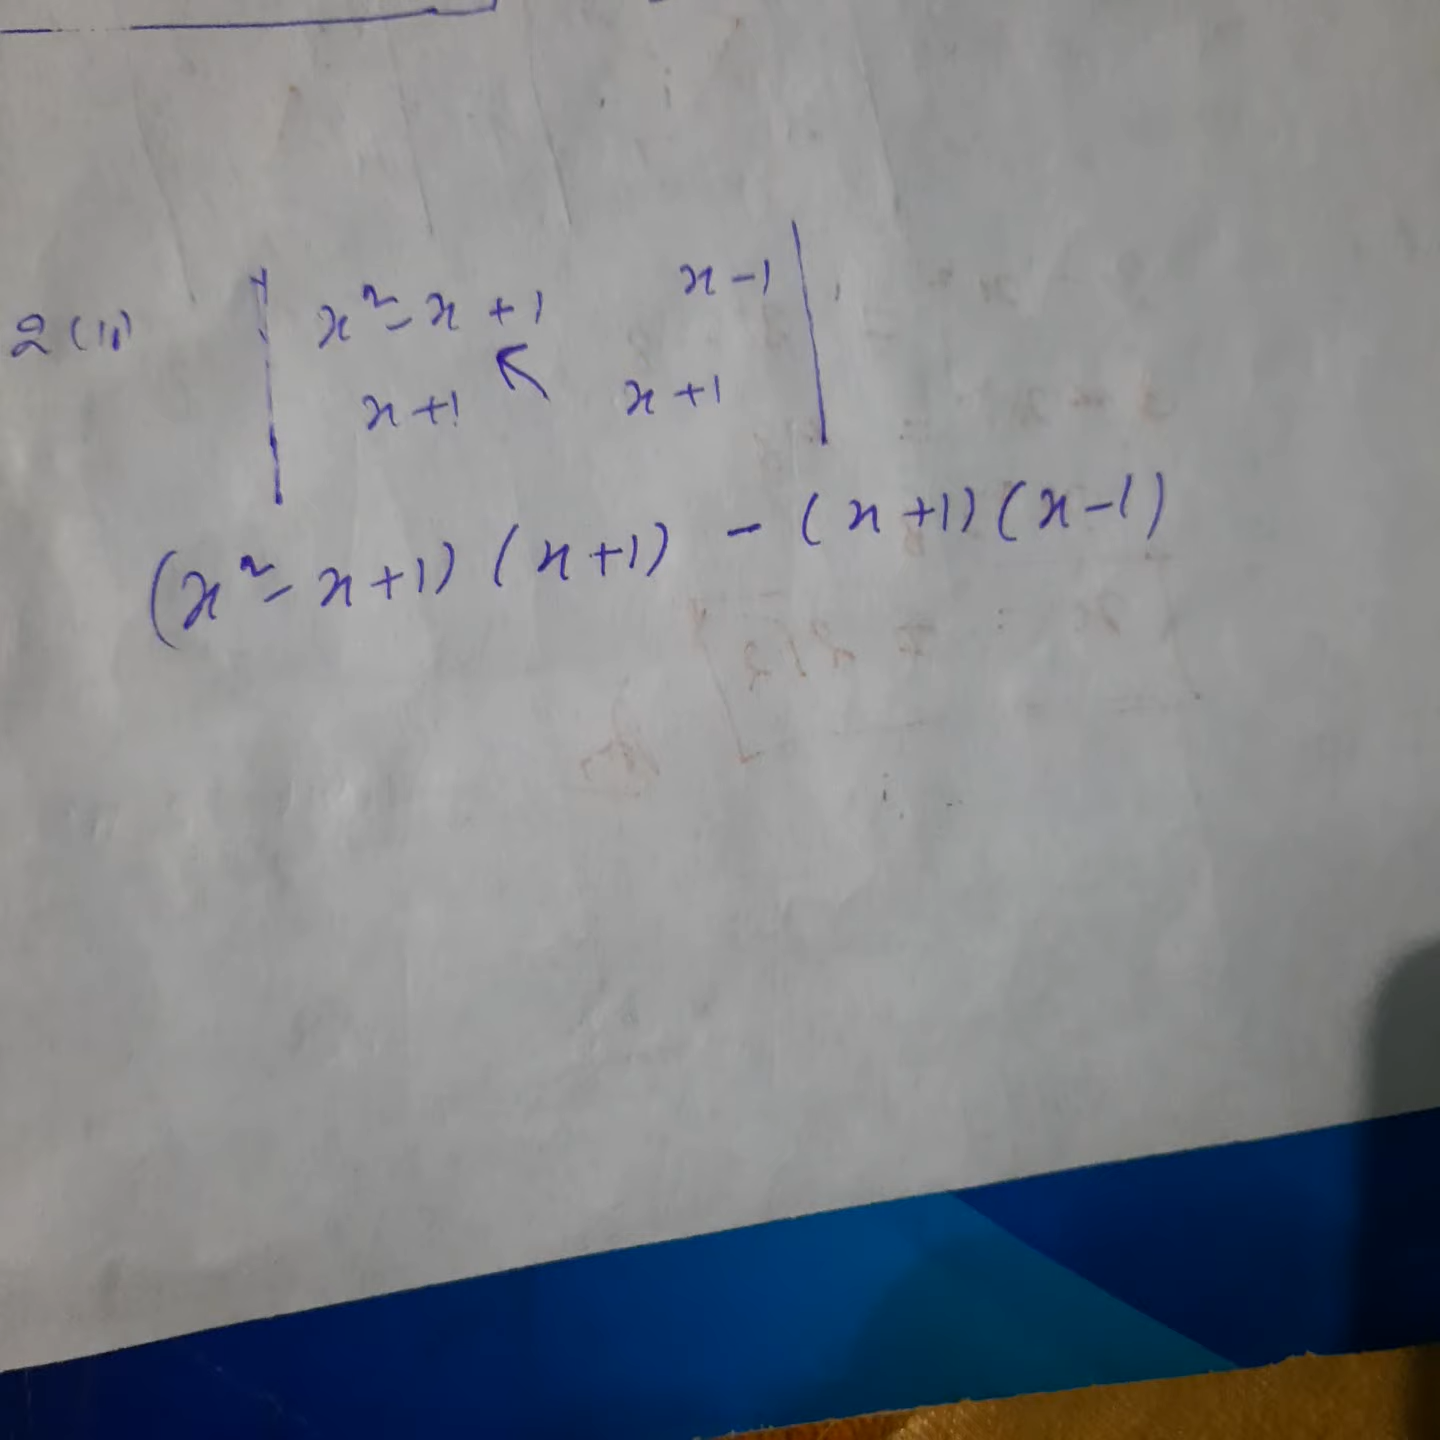 2(ii) | x² - x + 1 x - 1 |
| x + 1 x + 1 |
(x² - x + 1) (x + 1) - (x + 1) (x - 1)